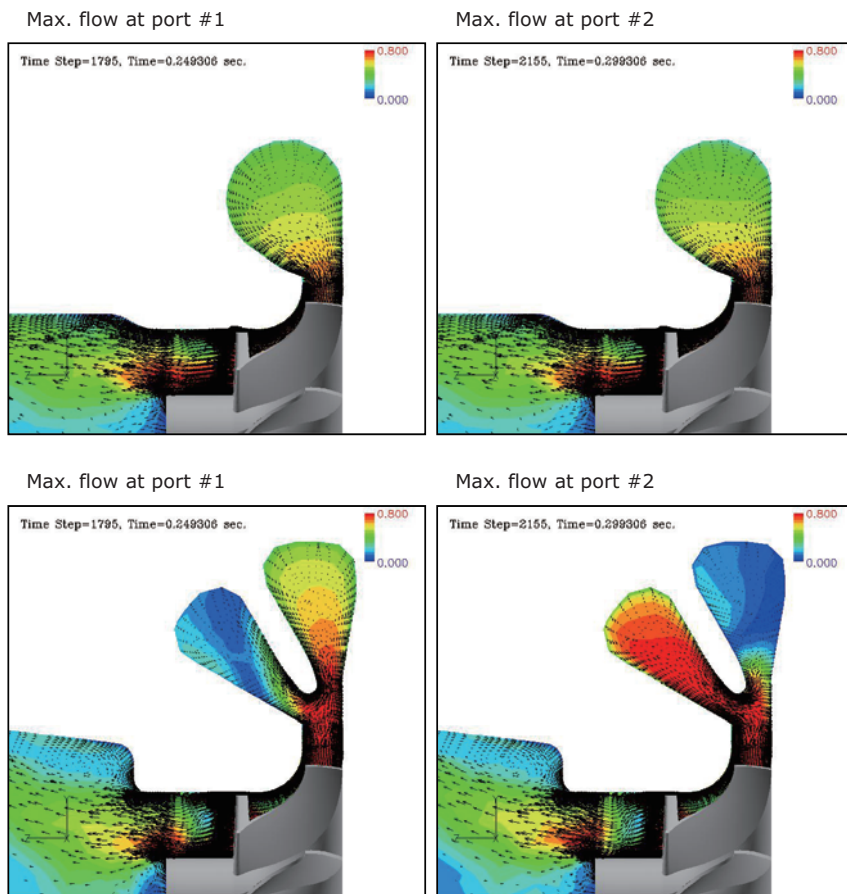 Max. flow at port #1
Max. flow at port #2
Time Step=1795, Time=0.249306 sec.
0.800
0.000
Time Step=2155, Time=0.299306 sec.
0.800
0.000
Max. flow at port #1
Max. flow at port #2
Time Step=1795, Time=0.249306 sec.
0.800
0.000
Time Step=2155, Time=0.299306 sec.
0.800
0.000